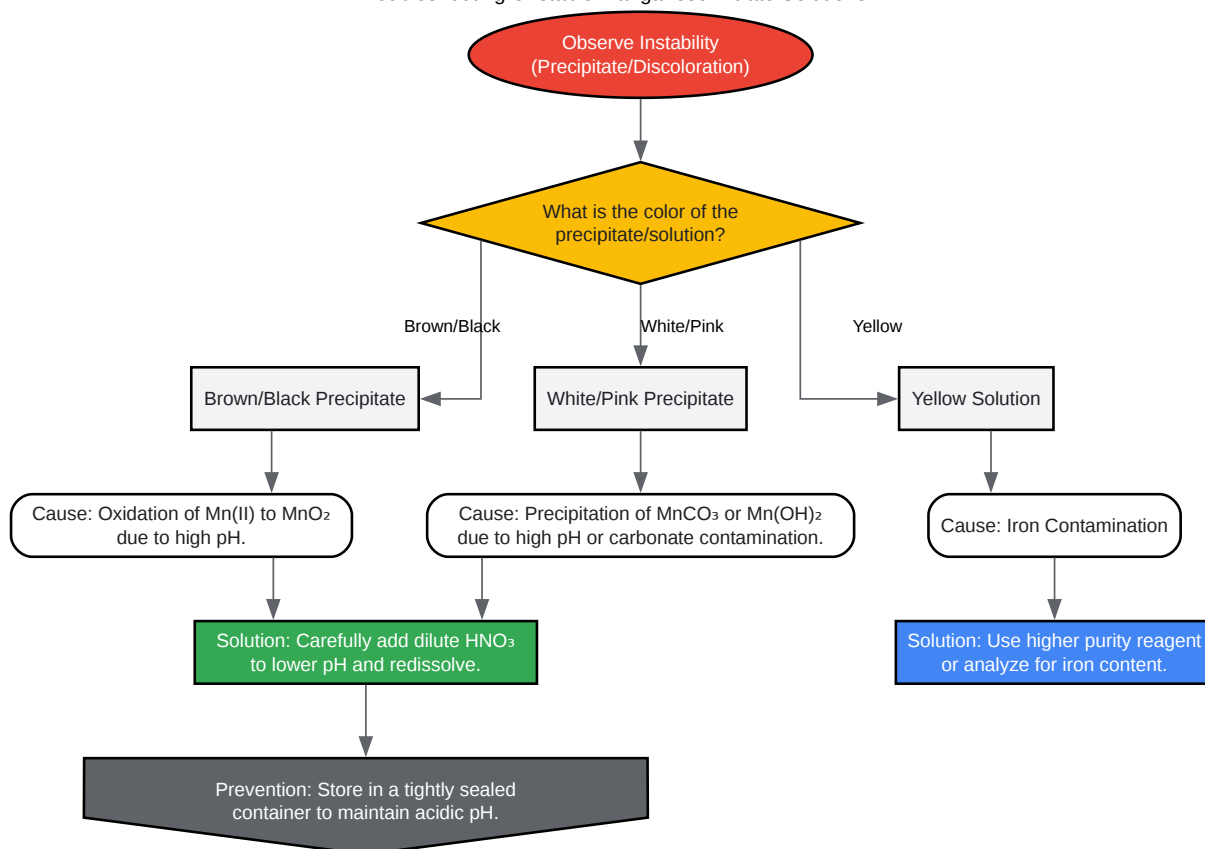 Observe Instability
(Precipitate/Discoloration)
What is the color of the
precipitate/solution?
Brown/Black
White/Pink
Yellow
Brown/Black Precipitate
White/Pink Precipitate
Yellow Solution
Cause: Oxidation of Mn(II) to MnO₂
due to high pH.
Cause: Precipitation of MnCO₃ or Mn(OH)₂
due to high pH or carbonate contamination.
Cause: Iron Contamination
Solution: Carefully add dilute HNO₃
to lower pH and redissolve.
Solution: Use higher purity reagent
or analyze for iron content.
Prevention: Store in a tightly sealed
container to maintain acidic pH.